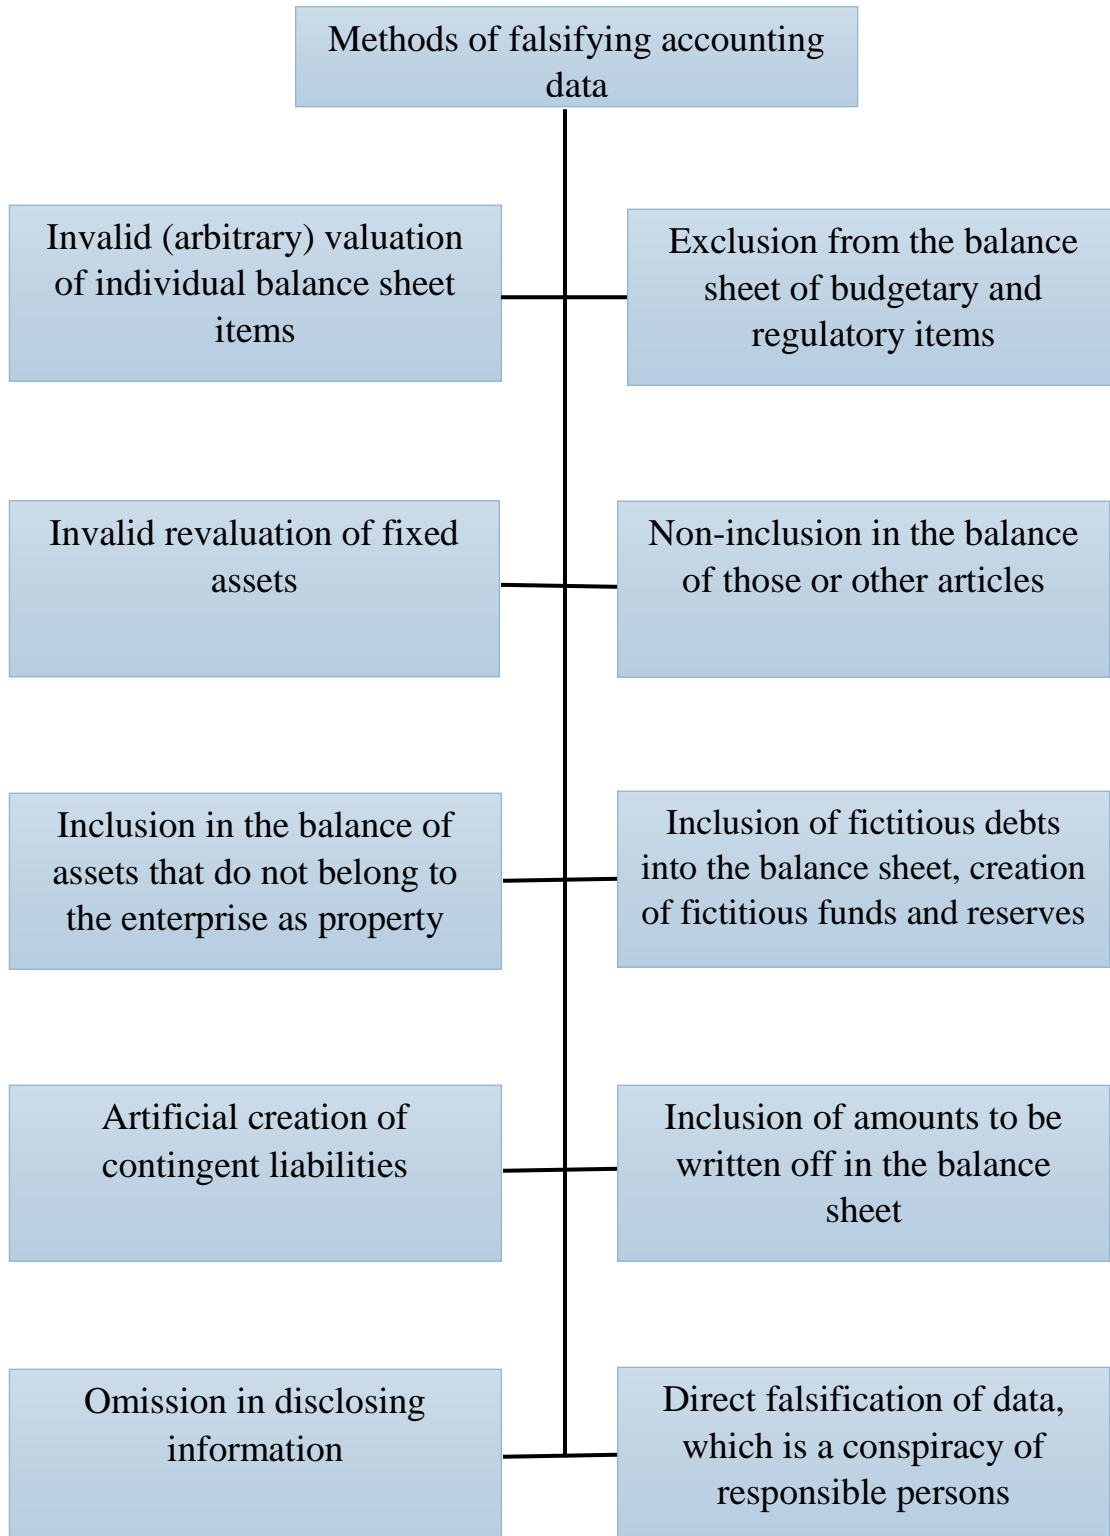 Methods of falsifying accounting
data
Invalid (arbitrary) valuation
of individual balance sheet
items
Exclusion from the balance
sheet of budgetary and
regulatory items
Invalid revaluation of fixed
assets
Non-inclusion in the balance
of those or other articles
Inclusion in the balance of
assets that do not belong to
the enterprise as property
Inclusion of fictitious debts
into the balance sheet, creation
of fictitious funds and reserves
Artificial creation of
contingent liabilities
Inclusion of amounts to be
written off in the balance
sheet
Omission in disclosing
information
Direct falsification of data,
which is a conspiracy of
responsible persons